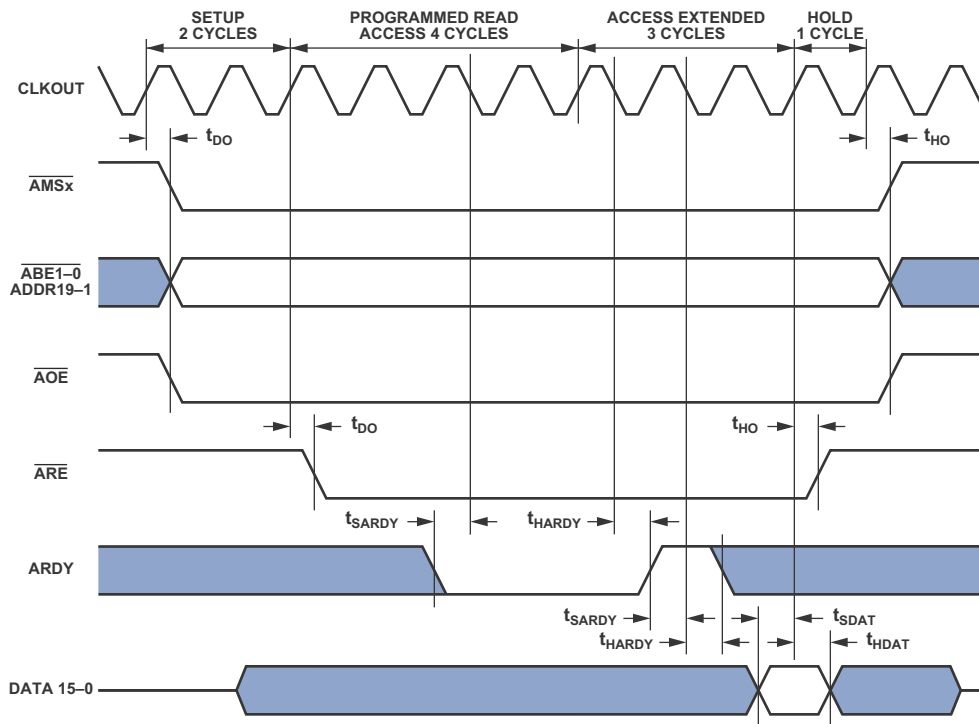 SETUP
2 CYCLES
PROGRAMMED READ
ACCESS 4 CYCLES
ACCESS EXTENDED
3 CYCLES
HOLD
1 CYCLE
CLKOUT
tDO
tHO
AMSx
ABE1–0
ADDR19–1
AOE
tDO
tHO
ARE
tSARDY
tHARDY
ARDY
tSARDY
tSDAT
tHARDY
tHDAT
DATA 15–0